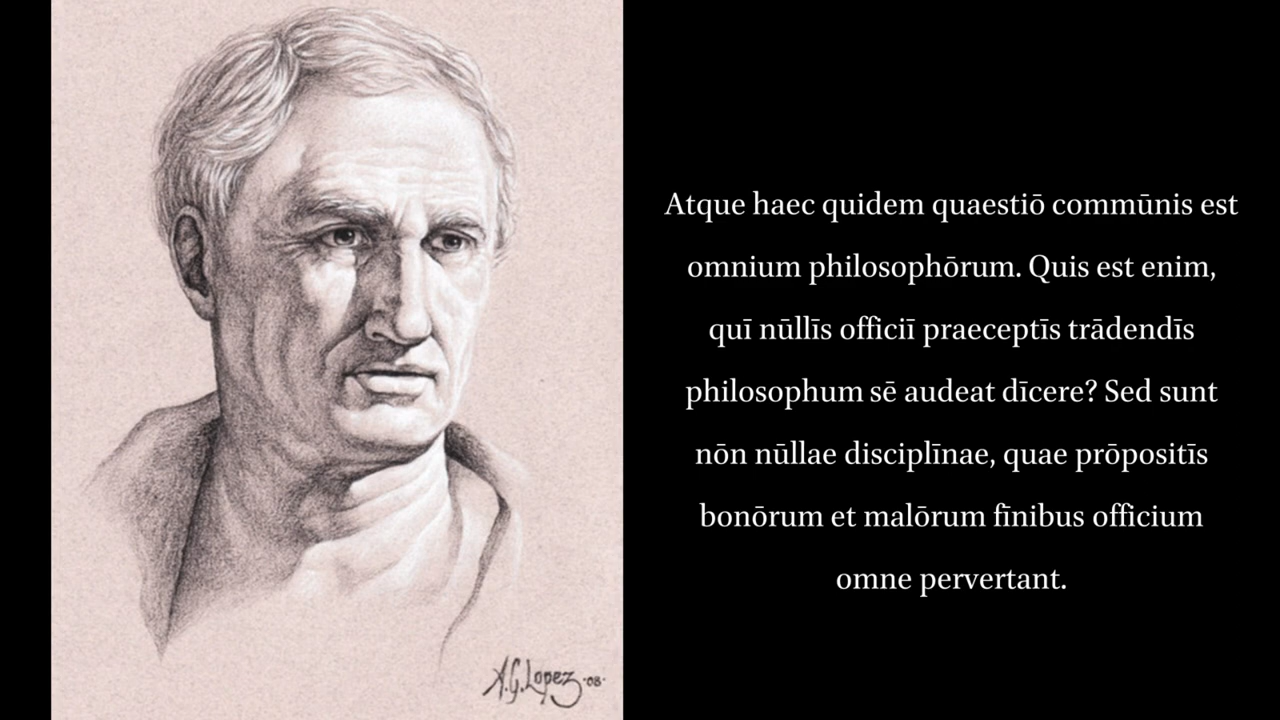 Atque haec quidem quaestiō commūnis est
omnium philosophōrum. Quis est enim,
quī nūllīs officiī praeceptīs trādendīs
philosophum sē audeat dīcere? Sed sunt
nōn nūllae disciplīnae, quae prōpositīs
bonōrum et malōrum fīnibus officium
omne pervertant.
A.G.Lopez ·08·